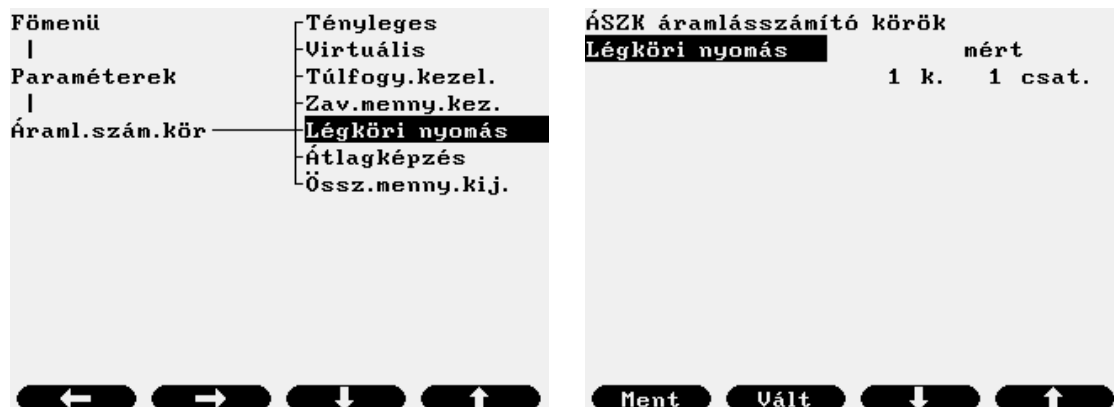 Fömenü
Paraméterek
Áraml.szám.kör
Tényleges
Virtuális
Túlfogy.kezel.
Zav.menny.kez.
Légköri nyomás
Átlagképzés
Össz.menny.kij.
ÁSZK áramlásszámító körök
Légköri nyomás mért
1 k. 1 csat.
Ment Vált